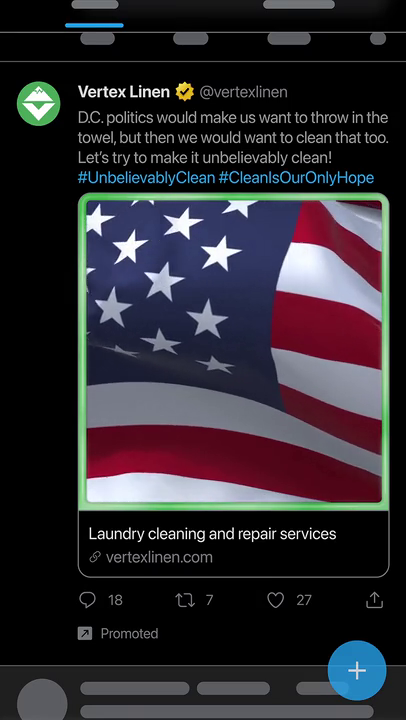 Vertex Linen @vertexlinen
D.C. politics would make us want to throw in the
towel, but then we would want to clean that too.
Let's try to make it unbelievably clean!
#UnbelievablyClean #CleanIsOurOnlyHope
Laundry cleaning and repair services
vertexlinen.com
18 7 27
Promoted